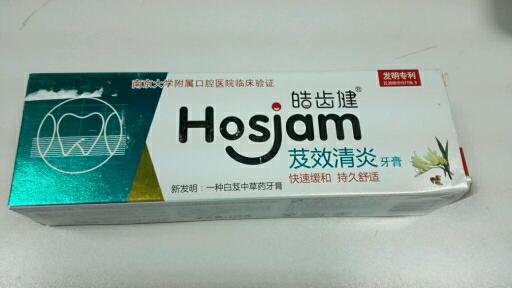 南京大学附属口腔医院临床验证
发明专利
皓齿健®
Hosjam
芨效清炎牙膏
快速缓和 持久舒适
新发明：一种白芨中草药牙膏